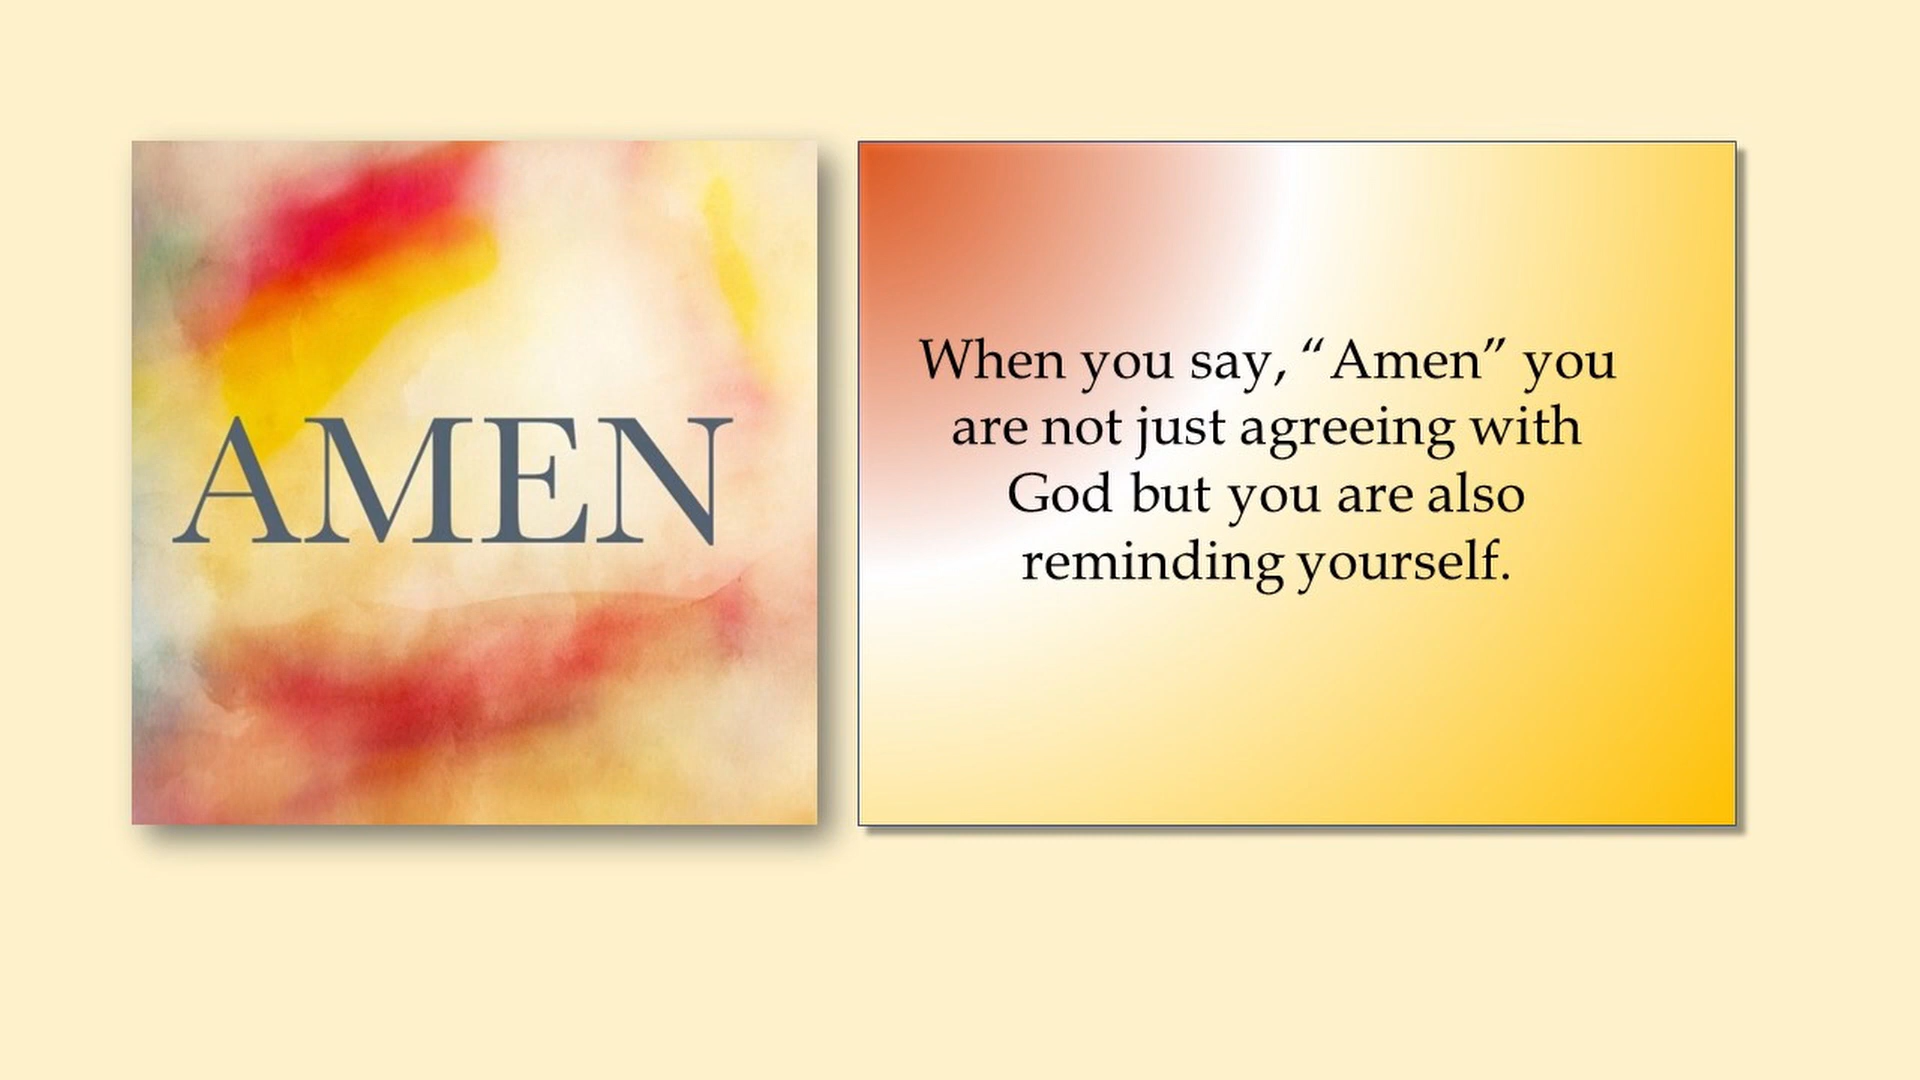 AMEN
When you say, “Amen” you
are not just agreeing with
God but you are also
reminding yourself.